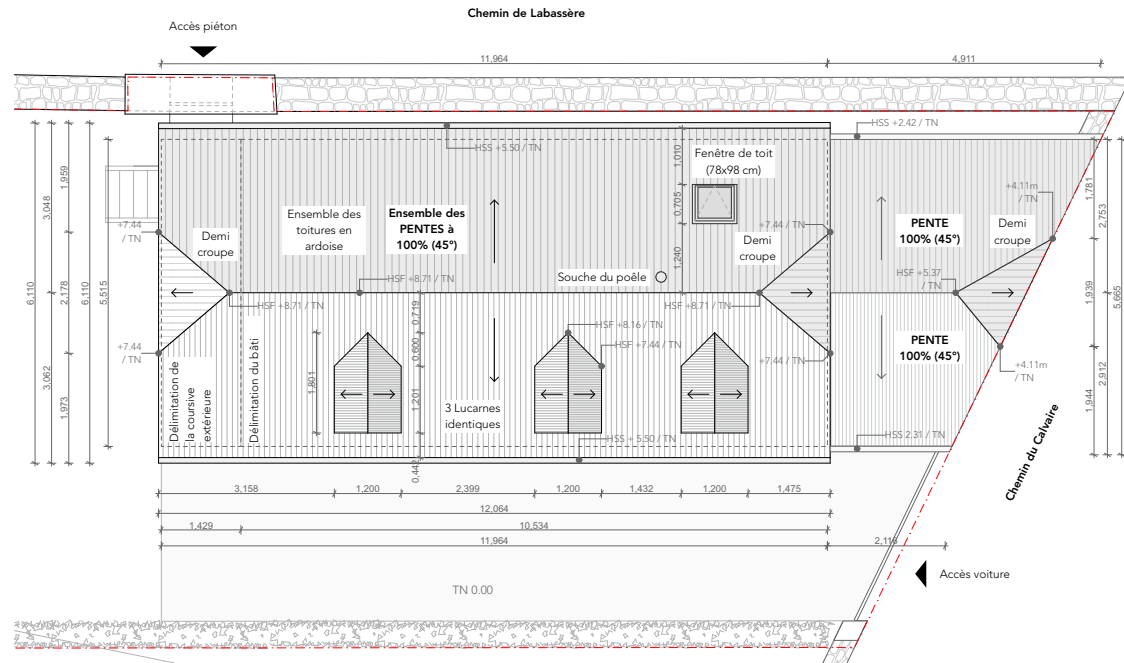 Chemin de Labassère
Accès piéton
11,964
4,911
HSS +2.42 / TN
HSS +5.50 / TN
1,010
Fenêtre de toit
(78x98 cm)
0,705
1,240
+4.11m
/ TN
1,781
2,753
1,959
3,048
+7.44
/ TN
Demi
croupe
Ensemble des
toitures en
ardoise
Ensemble des
PENTES à
100% (45°)
+7.44 / TN
Demi
croupe
PENTE
100% (45°)
Demi
croupe
Souche du poêle
HSF +8.71 / TN
HSF +5.37
/ TN
6,110
2,178
6,110
5,515
HSF +8.71 / TN
HSF +8.71 / TN
1,939
5,665
0,719
HSF +8.16 / TN
HSF +7.44 / TN
0,600
PENTE
100% (45°)
+7.44
/ TN
+7.44 / TN
+4.11m
/ TN
3,062
1,973
Délimitation de
la coursive
extérieure
Délimitation du bâti
1,801
1,201
3 Lucarnes
identiques
1,944
2,912
HSS 2.31 / TN
HSS + 5.50 / TN
0,442
Chemin du Calvaire
3,158
1,200
2,399
1,200
1,432
1,200
1,475
12,064
1,429
10,534
11,964
2,118
Accès voiture
TN 0.00